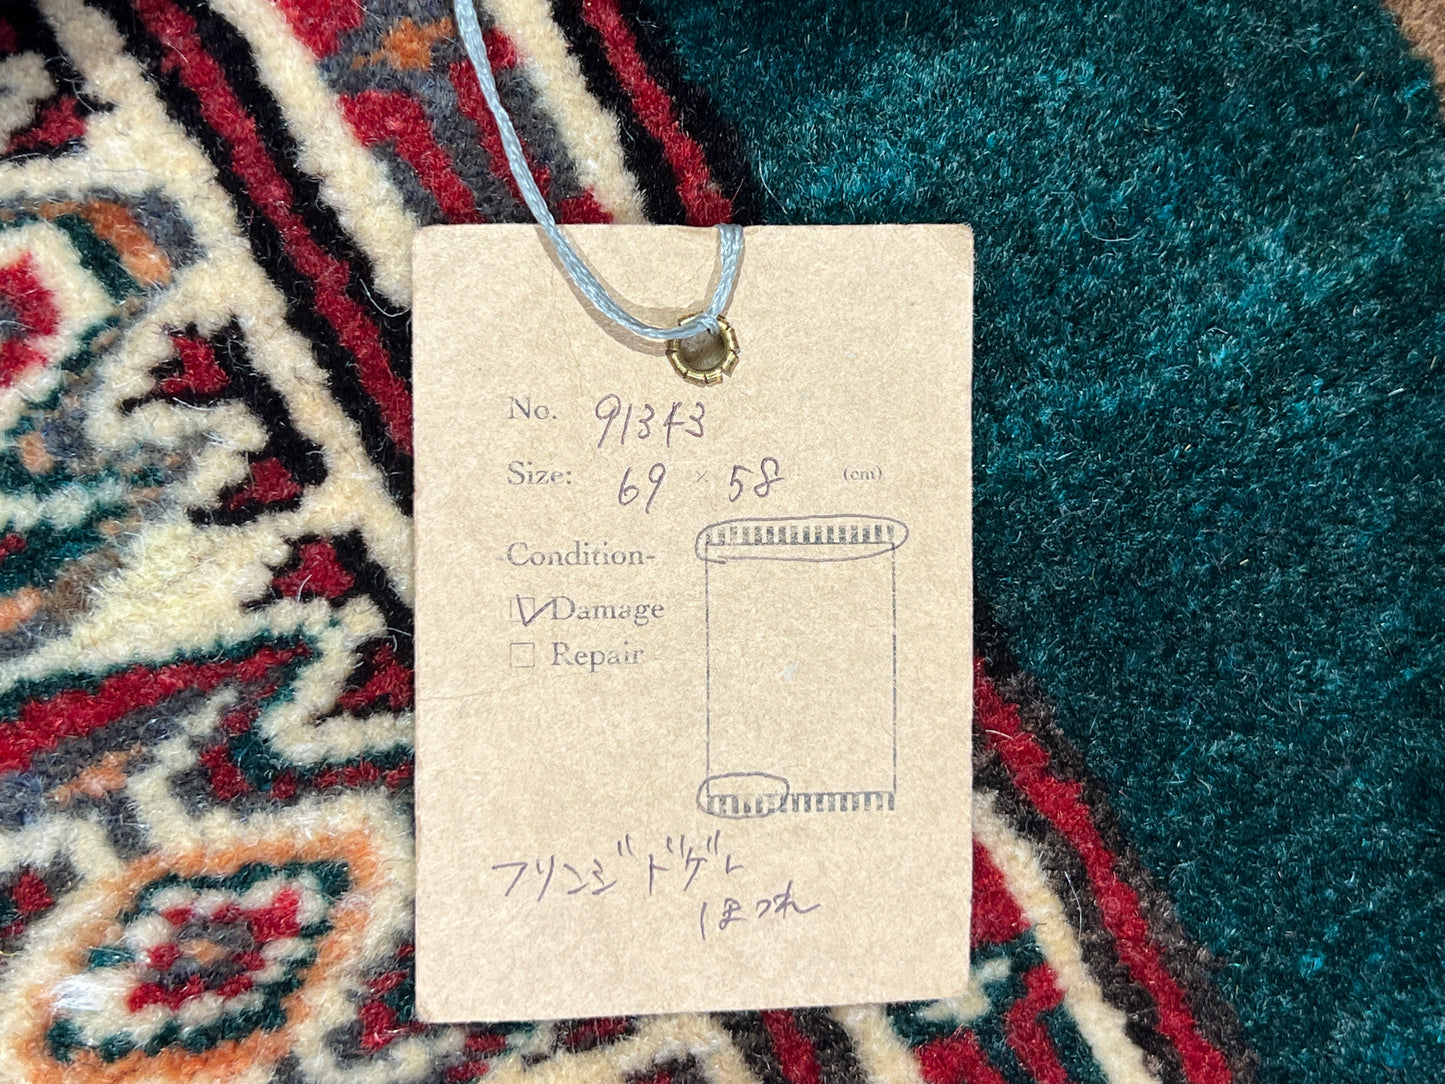 No. 91343
Size: 69 × 58 (cm)
Condition-
Damage
Repair
フリンジドゲレ
ほつれ